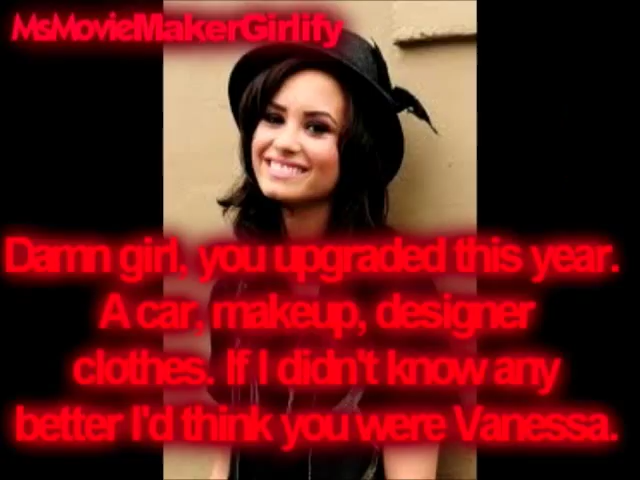 MsMovieMakerGirlify
Damn girl, you upgraded this year.
A car, makeup, designer
clothes. If I didn't know any
better I'd think you were Vanessa.